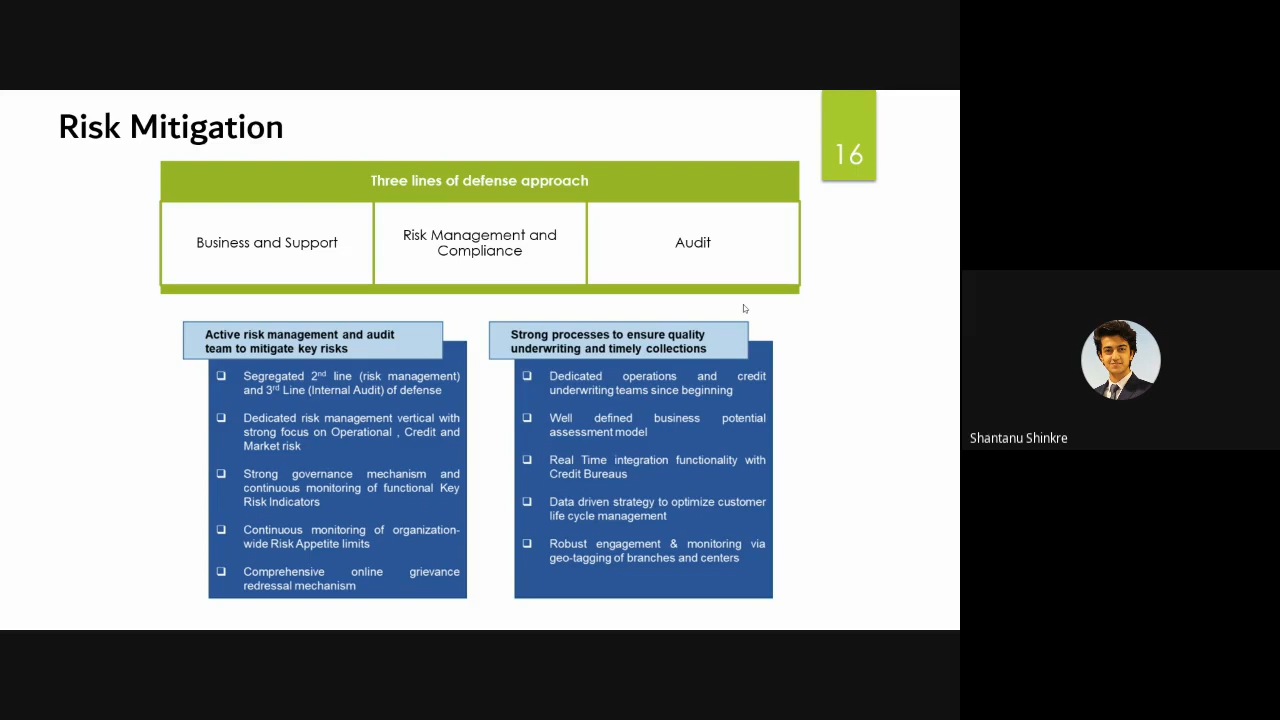 Risk Mitigation
16
Three lines of defense approach
Business and Support
Risk Management and
Compliance
Audit
Active risk management and audit
team to mitigate key risks
❑ Segregated 2nd line (risk management)
and 3rd Line (Internal Audit) of defense
❑ Dedicated risk management vertical with
strong focus on Operational , Credit and
Market risk
❑ Strong governance mechanism and
continuous monitoring of functional Key
Risk Indicators
❑ Continuous monitoring of organization-
wide Risk Appetite limits
❑ Comprehensive online grievance
redressal mechanism
Strong processes to ensure quality
underwriting and timely collections
❑ Dedicated operations and credit
underwriting teams since beginning
❑ Well defined business potential
assessment model
❑ Real Time integration functionality with
Credit Bureaus
❑ Data driven strategy to optimize customer
life cycle management
❑ Robust engagement & monitoring via
geo-tagging of branches and centers
Shantanu Shinkre